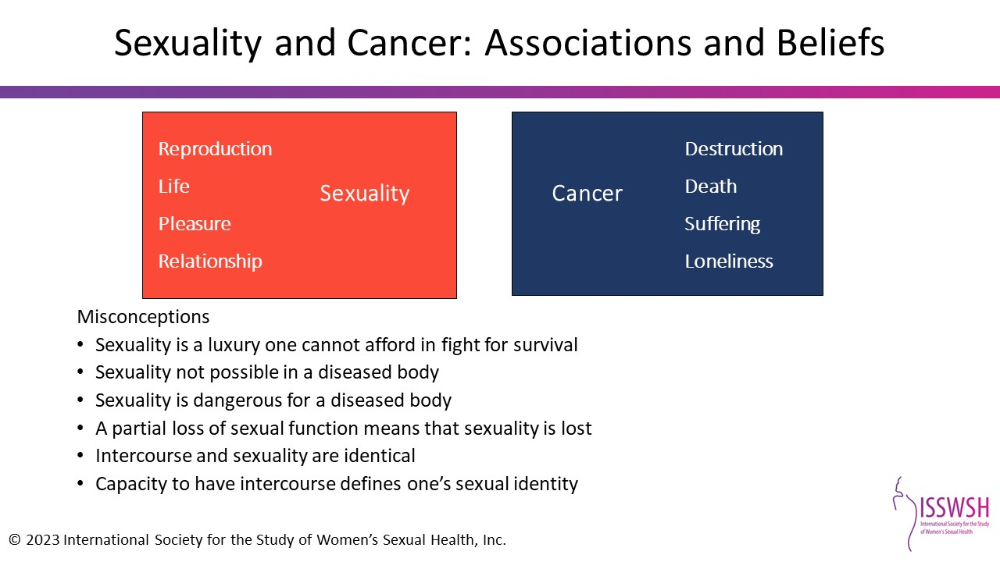 Sexuality and Cancer: Associations and Beliefs
Reproduction
Life
Pleasure
Relationship
Sexuality
Cancer
Destruction
Death
Suffering
Loneliness
Misconceptions
• Sexuality is a luxury one cannot afford in fight for survival
• Sexuality not possible in a diseased body
• Sexuality is dangerous for a diseased body
• A partial loss of sexual function means that sexuality is lost
• Intercourse and sexuality are identical
• Capacity to have intercourse defines one’s sexual identity
ISSWSH
International Society for the Study
of Women's Sexual Health
© 2023 International Society for the Study of Women’s Sexual Health, Inc.